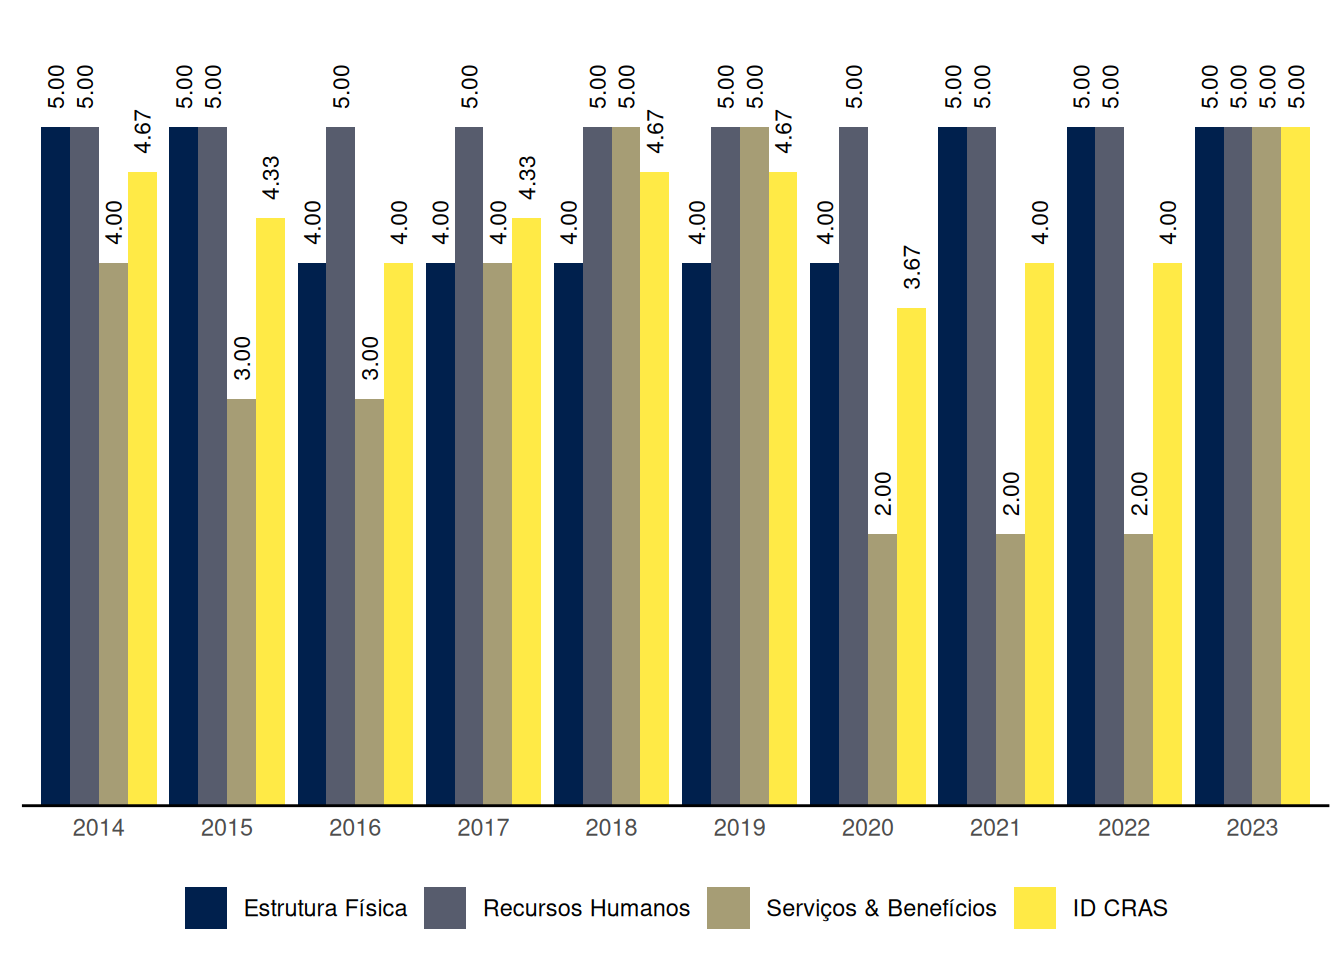 5.00 5.00 4.00 4.67 5.00 5.00 3.00 4.33 4.00 5.00 3.00 4.00 4.00 5.00 4.00 4.33 4.00 5.00 5.00 4.67 4.00 5.00 5.00 4.67 4.00 5.00 2.00 3.67 5.00 5.00 2.00 4.00 5.00 5.00 2.00 4.00 5.00 5.00 5.00 5.00
2014 2015 2016 2017 2018 2019 2020 2021 2022 2023
Estrutura Física Recursos Humanos Serviços & Benefícios ID CRAS